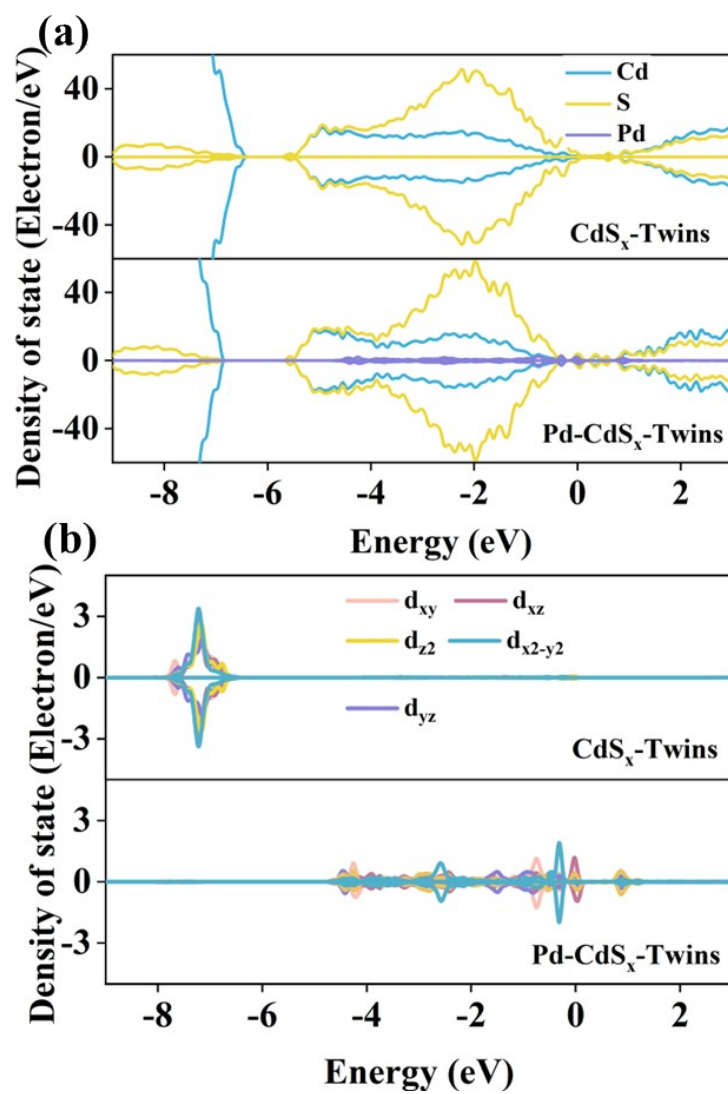 (a)
Density of state (Electron/eV)
40
0
-40
Cd
S
Pd
CdSx-Twins
40
0
-40
Pd-CdSx-Twins
-8 -6 -4 -2 0 2
Energy (eV)
(b)
Density of state (Electron/eV)
3
0
-3
dxy dxz
dz2 dx2-y2
dyz
CdSx-Twins
3
0
-3
Pd-CdSx-Twins
-8 -6 -4 -2 0 2
Energy (eV)